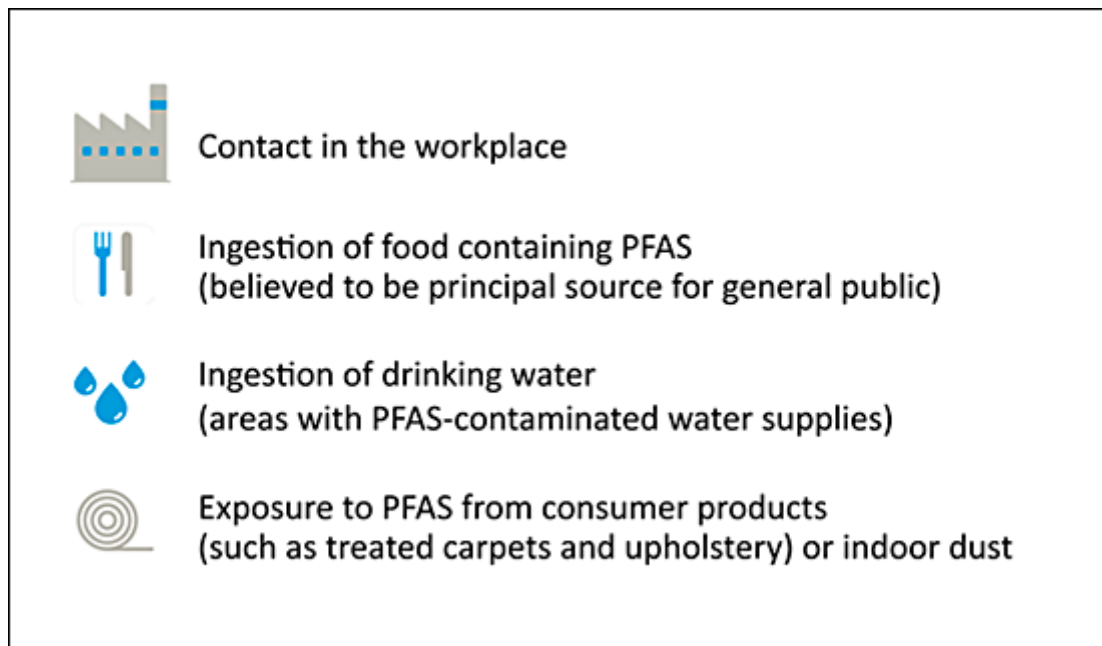 Contact in the workplace
Ingestion of food containing PFAS
(believed to be principal source for general public)
Ingestion of drinking water
(areas with PFAS-contaminated water supplies)
Exposure to PFAS from consumer products
(such as treated carpets and upholstery) or indoor dust